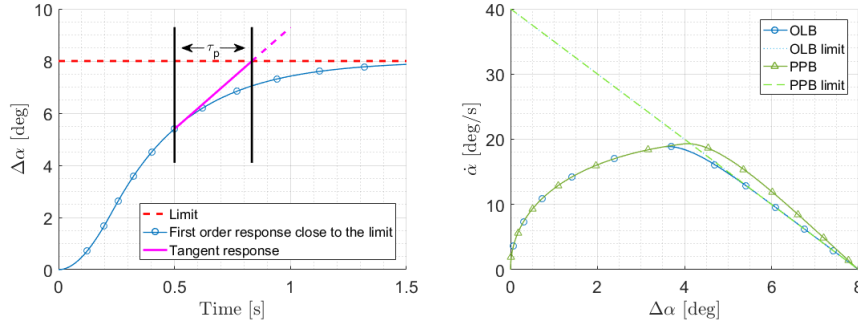 10
8
6
4
2
0
Δα [deg]
τp
Limit
First order response close to the limit
Tangent response
0
0.5
1
1.5
Time [s]
40
30
20
10
0
α̇ [deg/s]
OLB
OLB limit
PPB
PPB limit
0
2
4
6
8
Δα [deg]